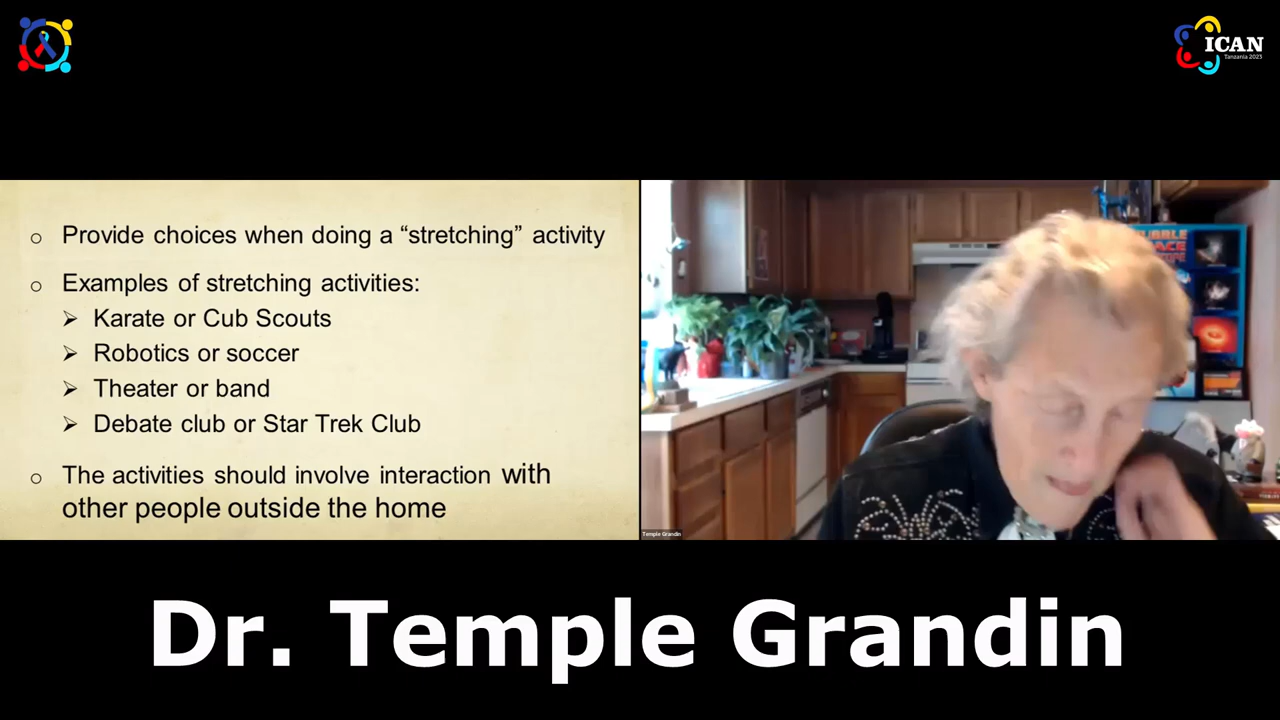 ICAN
Tanzania 2023
Provide choices when doing a “stretching” activity
Examples of stretching activities:
Karate or Cub Scouts
Robotics or soccer
Theater or band
Debate club or Star Trek Club
The activities should involve interaction with
other people outside the home
Temple Grandin
Dr. Temple Grandin